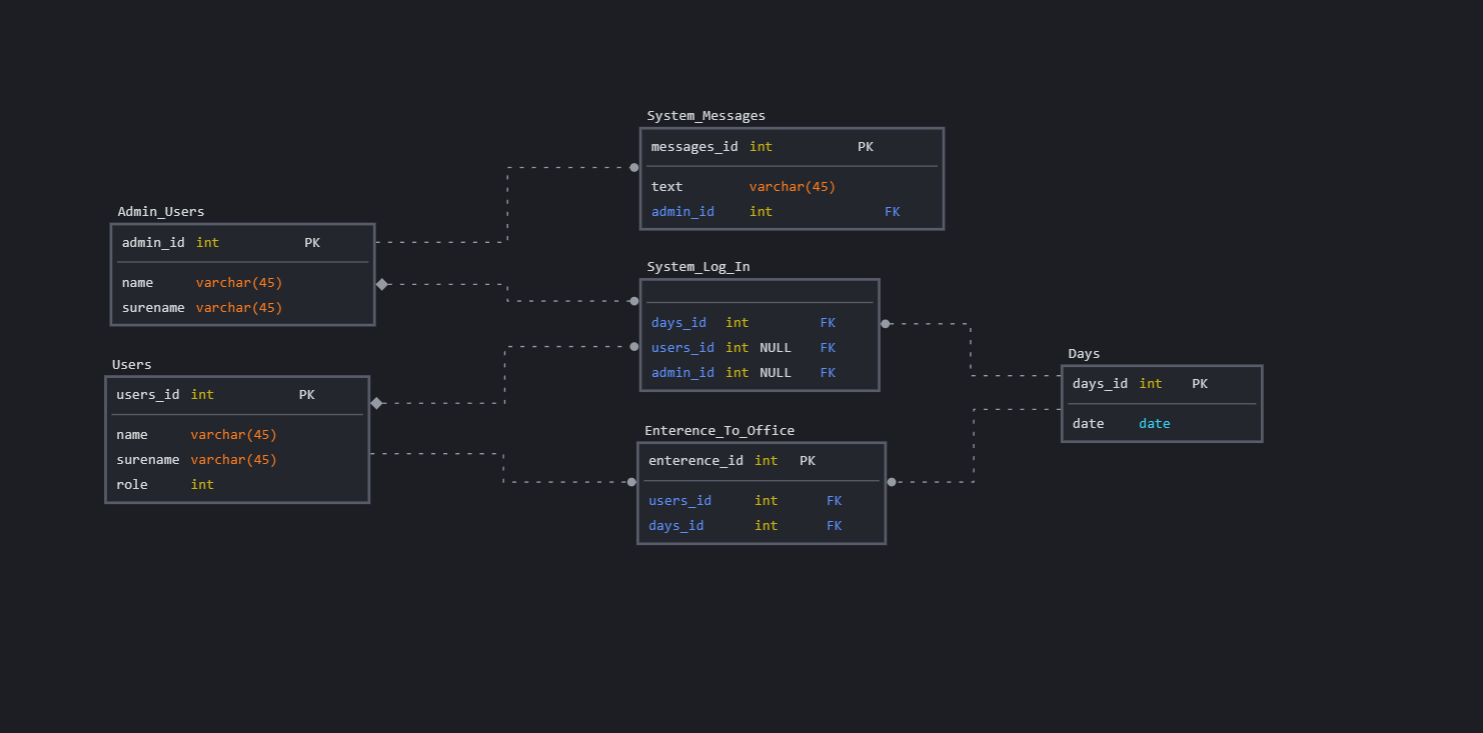 System_Messages
messages_id int PK
text varchar(45)
admin_id int FK
Admin_Users
admin_id int PK
name varchar(45)
surename varchar(45)
System_Log_In
days_id int FK
users_id int NULL FK
admin_id int NULL FK
Users
users_id int PK
name varchar(45)
surename varchar(45)
role int
Days
days_id int PK
date date
Enterence_To_Office
enterence_id int PK
users_id int FK
days_id int FK